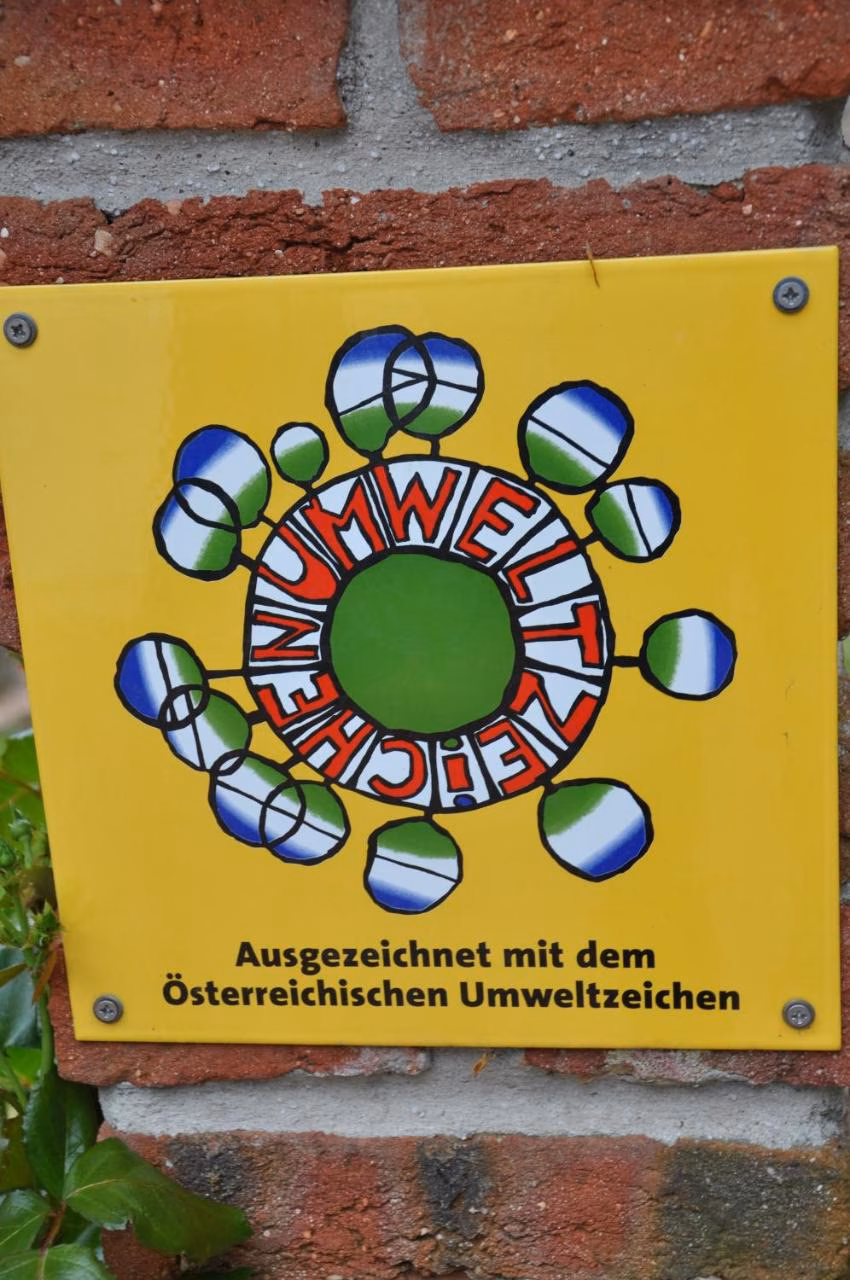 UMWELTZEICHEN
Ausgezeichnet mit dem
Österreichischen Umweltzeichen